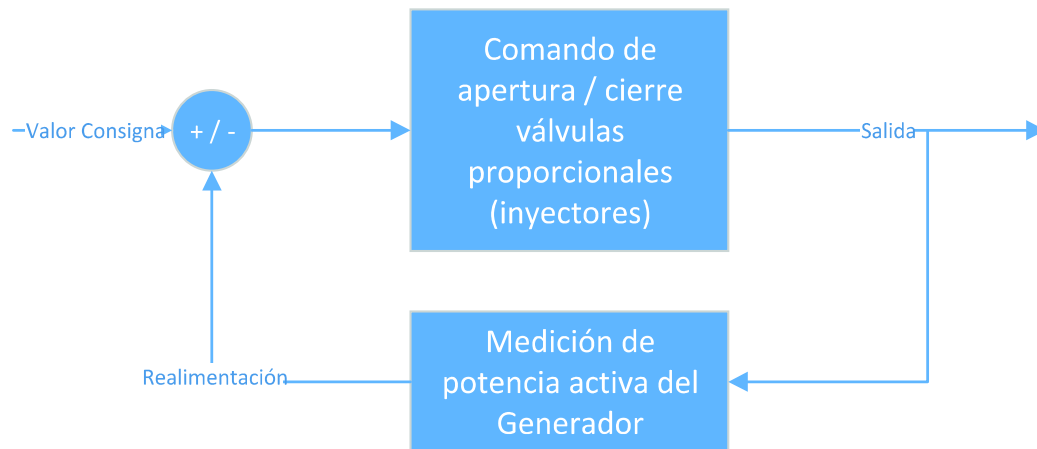 Comando de
apertura / cierre
válvulas
proporcionales
(inyectores)
Valor Consigna
+ / -
Salida
Medición de
potencia activa del
Generador
Realimentación